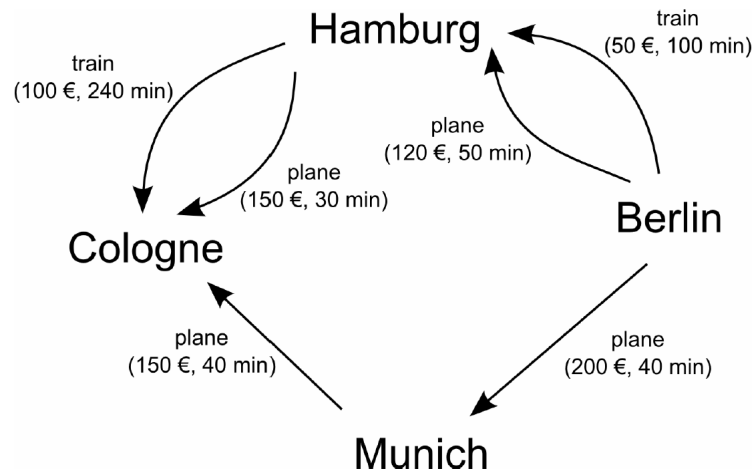 Hamburg
train
(50 €, 100 min)
train
(100 €, 240 min)
plane
(120 €, 50 min)
plane
(150 €, 30 min)
Berlin
Cologne
plane
(150 €, 40 min)
plane
(200 €, 40 min)
Munich